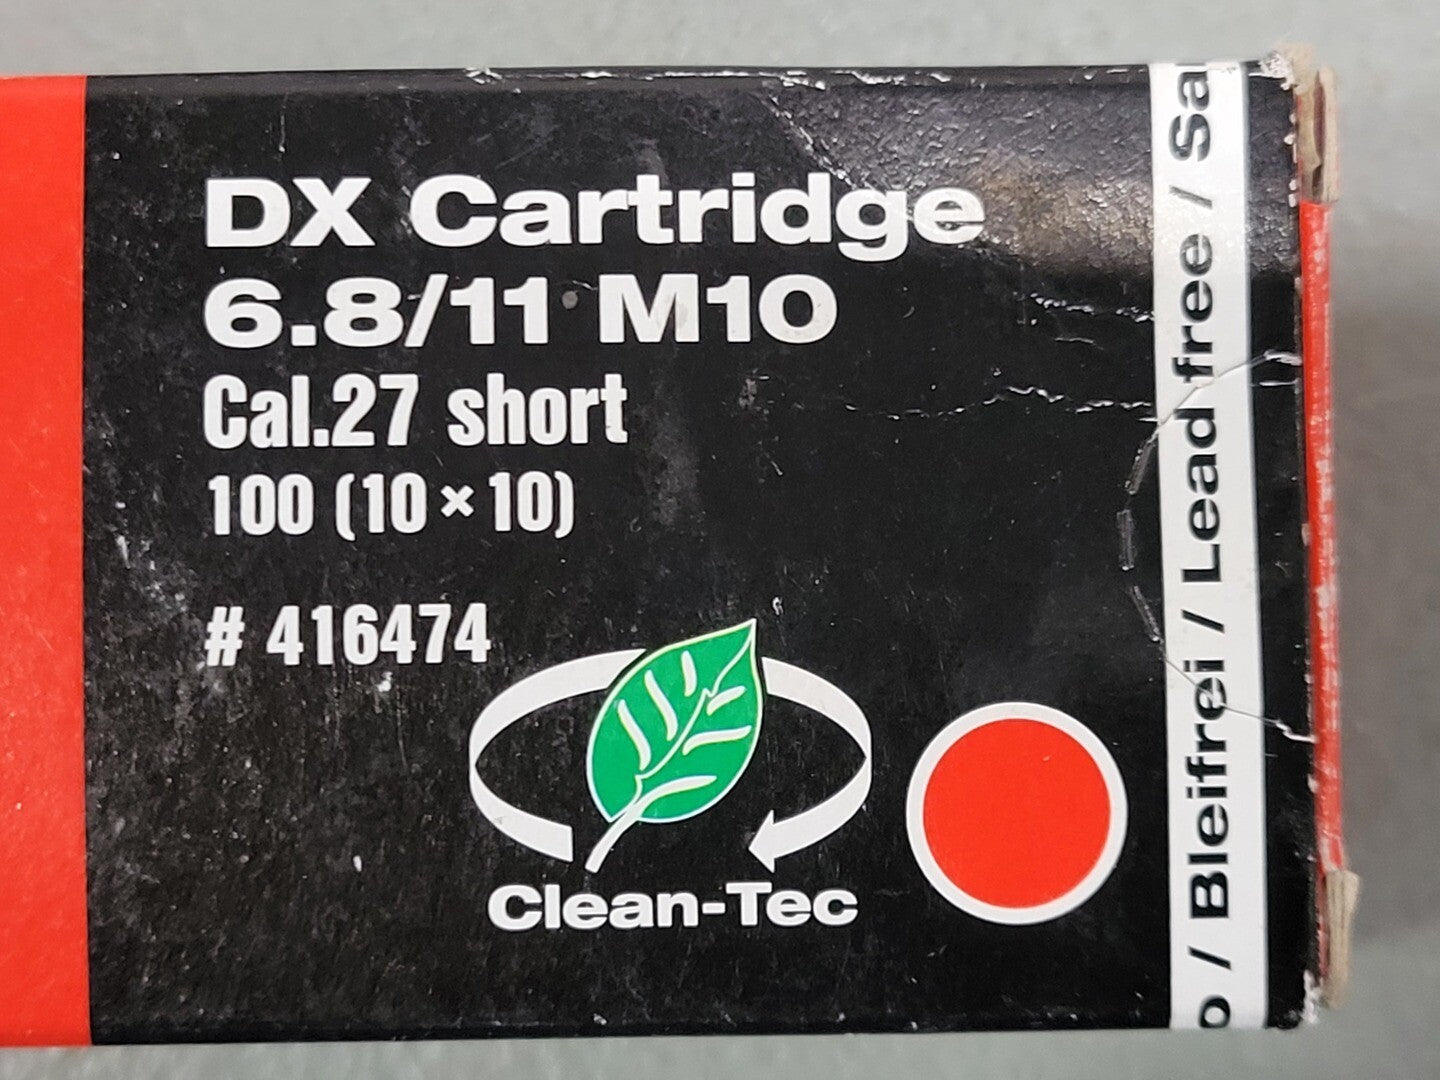 DX Cartridge
6.8/11 M10
Cal.27 short
100 (10 × 10)
# 416474
Clean-Tec
/ Bleifrei / Lead free /